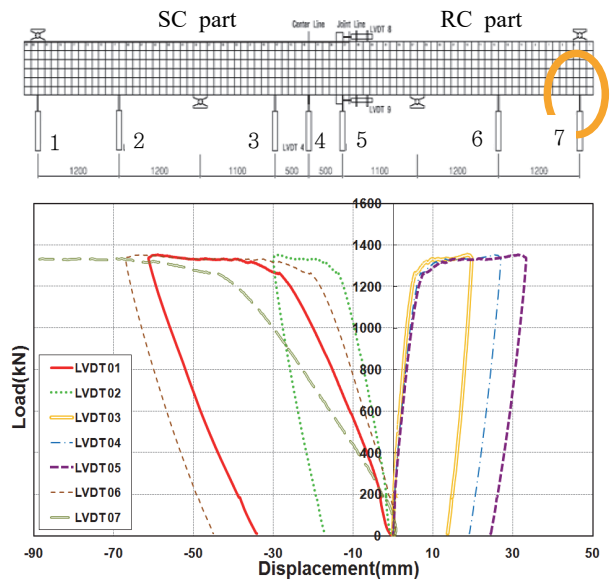 SC part
RC part
Center Line
Joint Line
LVDT 8
LVDT 9
1
2
3
LVDT 4
4
5
6
7
1200
1200
1100
500
500
1100
1200
1200
1600
1400
1200
1000
800
600
400
200
0
Load(kN)
LVDT01
LVDT02
LVDT03
LVDT04
LVDT05
LVDT06
LVDT07
-90
-70
-50
-30
-10
10
30
50
Displacement(mm)